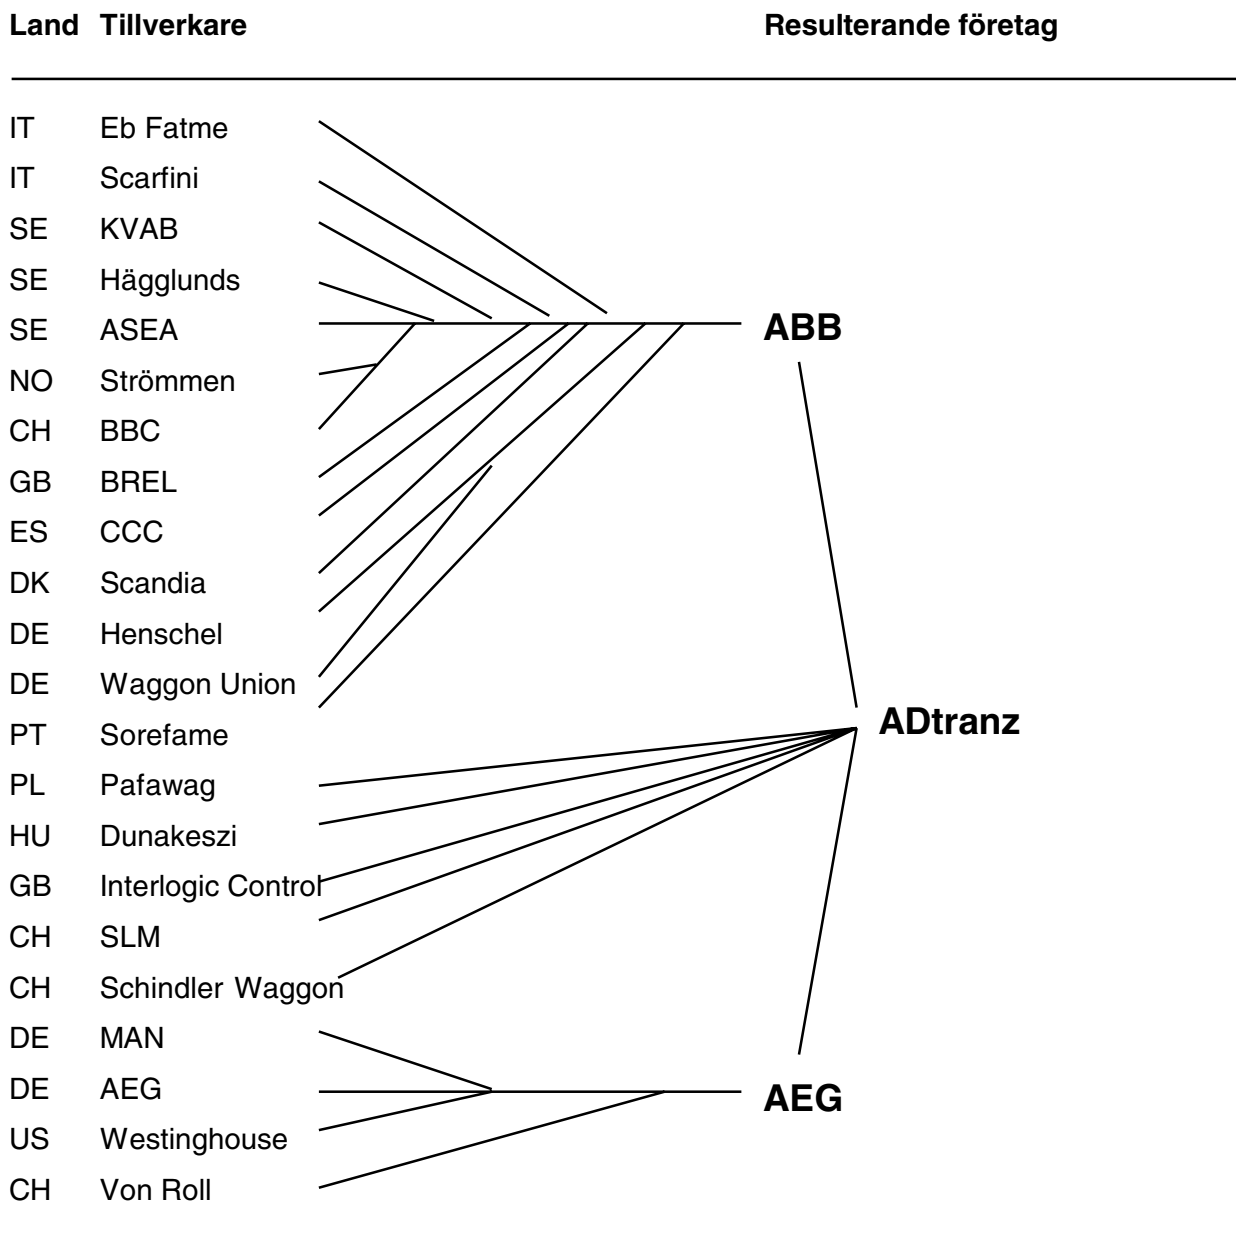 Land Tillverkare Resulterande företag
IT Eb Fatme
IT Scarfini
SE KVAB
SE Hägglunds
SE ASEA ABB
NO Strömmen
CH BBC
GB BREL
ES CCC
DK Scandia
DE Henschel
DE Waggon Union
ADtranz
PT Sorefame
PL Pafawag
HU Dunakeszi
GB Interlogic Control
CH SLM
CH Schindler Waggon
DE MAN
DE AEG AEG
US Westinghouse
CH Von Roll